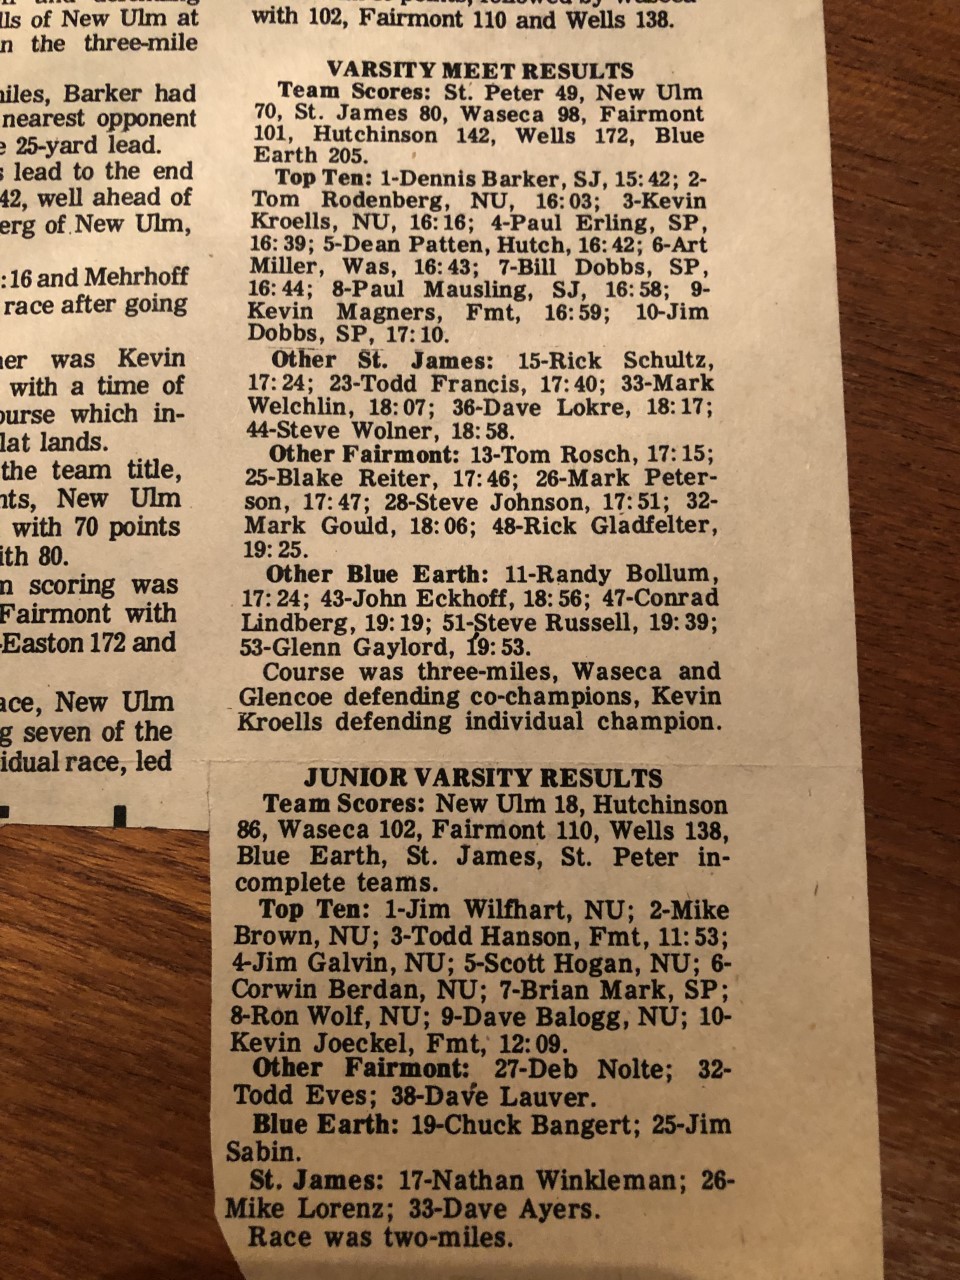 lls of New Ulm at
n the three-mile
niles, Barker had
nearest opponent
e 25-yard lead.
s lead to the end
42, well ahead of
erg of New Ulm,
:16 and Mehrhoff
race after going
ner was Kevin
with a time of
ourse which in-
lat lands.
the team title,
nts, New Ulm
with 70 points
ith 80.
n scoring was
Fairmont with
-Easton 172 and
ace, New Ulm
g seven of the
idual race, led
with 102, Fairmont 110 and Wells 138.
VARSITY MEET RESULTS
Team Scores: St. Peter 49, New Ulm
70, St. James 80, Waseca 98, Fairmont
101, Hutchinson 142, Wells 172, Blue
Earth 205.
Top Ten: 1-Dennis Barker, SJ, 15:42; 2-
Tom Rodenberg, NU, 16:03; 3-Kevin
Kroells, NU, 16:16; 4-Paul Erling, SP,
16:39; 5-Dean Patten, Hutch, 16:42; 6-Art
Miller, Was, 16:43; 7-Bill Dobbs, SP,
16:44; 8-Paul Mausling, SJ, 16:58; 9-
Kevin Magners, Fmt, 16:59; 10-Jim
Dobbs, SP, 17:10.
Other St. James: 15-Rick Schultz,
17:24; 23-Todd Francis, 17:40; 33-Mark
Welchlin, 18:07; 36-Dave Lokre, 18:17;
44-Steve Wolner, 18:58.
Other Fairmont: 13-Tom Rosch, 17:15;
25-Blake Reiter, 17:46; 26-Mark Peter-
son, 17:47; 28-Steve Johnson, 17:51; 32-
Mark Gould, 18:06; 48-Rick Gladfelter,
19:25.
Other Blue Earth: 11-Randy Bollum,
17:24; 43-John Eckhoff, 18:56; 47-Conrad
Lindberg, 19:19; 51-Steve Russell, 19:39;
53-Glenn Gaylord, 19:53.
Course was three-miles, Waseca and
Glencoe defending co-champions, Kevin
Kroells defending individual champion.
JUNIOR VARSITY RESULTS
Team Scores: New Ulm 18, Hutchinson
86, Waseca 102, Fairmont 110, Wells 138,
Blue Earth, St. James, St. Peter in-
complete teams.
Top Ten: 1-Jim Wilfhart, NU; 2-Mike
Brown, NU; 3-Todd Hanson, Fmt, 11:53;
4-Jim Galvin, NU; 5-Scott Hogan, NU; 6-
Corwin Berdan, NU; 7-Brian Mark, SP;
8-Ron Wolf, NU; 9-Dave Balogg, NU; 10-
Kevin Joeckel, Fmt, 12:09.
Other Fairmont: 27-Deb Nolte; 32-
Todd Eves; 38-Dave Lauver.
Blue Earth: 19-Chuck Bangert; 25-Jim
Sabin.
St. James: 17-Nathan Winkleman; 26-
Mike Lorenz; 33-Dave Ayers.
Race was two-miles.